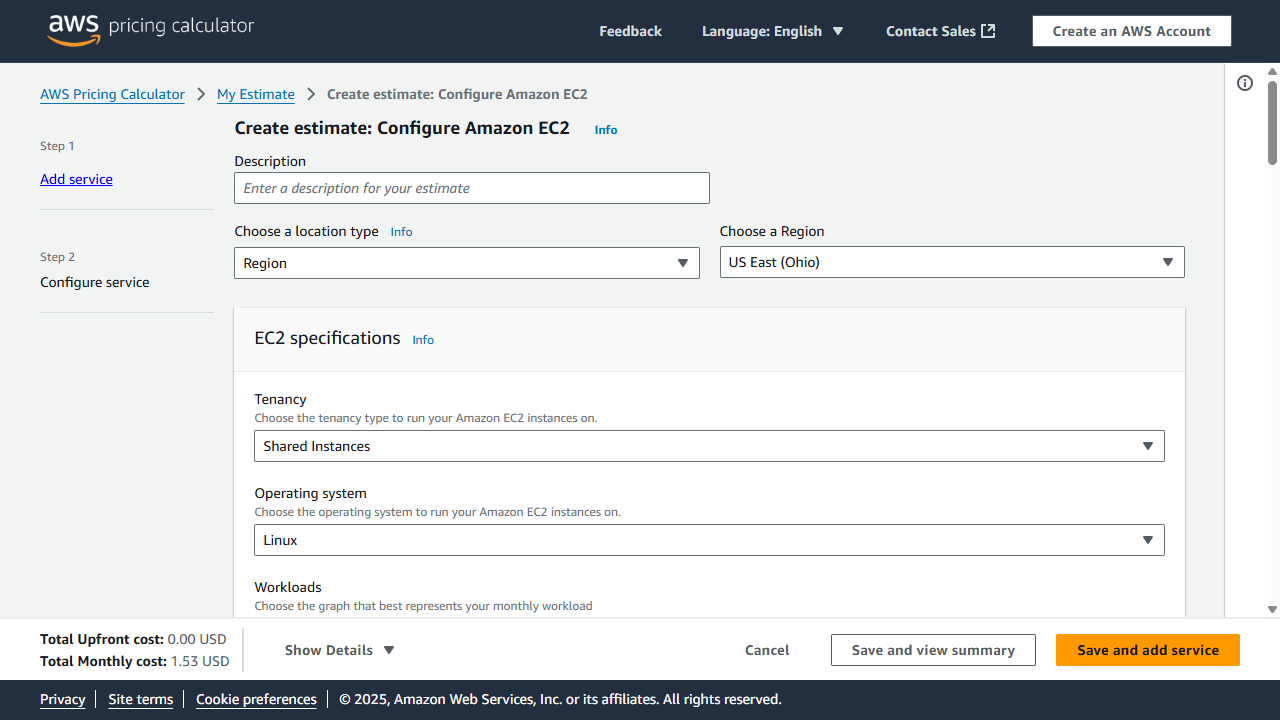 aws pricing calculator
Feedback
Language: English
Contact Sales
Create an AWS Account
AWS Pricing Calculator
My Estimate
Create estimate: Configure Amazon EC2
Step 1
Add service
Step 2
Configure service
Create estimate: Configure Amazon EC2 Info
Description
Enter a description for your estimate
Choose a location type Info
Region
Choose a Region
US East (Ohio)
EC2 specifications Info
Tenancy
Choose the tenancy type to run your Amazon EC2 instances on.
Shared Instances
Operating system
Choose the operating system to run your Amazon EC2 instances on.
Linux
Workloads
Choose the graph that best represents your monthly workload
Total Upfront cost: 0.00 USD
Total Monthly cost: 1.53 USD
Show Details
Cancel
Save and view summary
Save and add service
Privacy
Site terms
Cookie preferences
© 2025, Amazon Web Services, Inc. or its affiliates. All rights reserved.